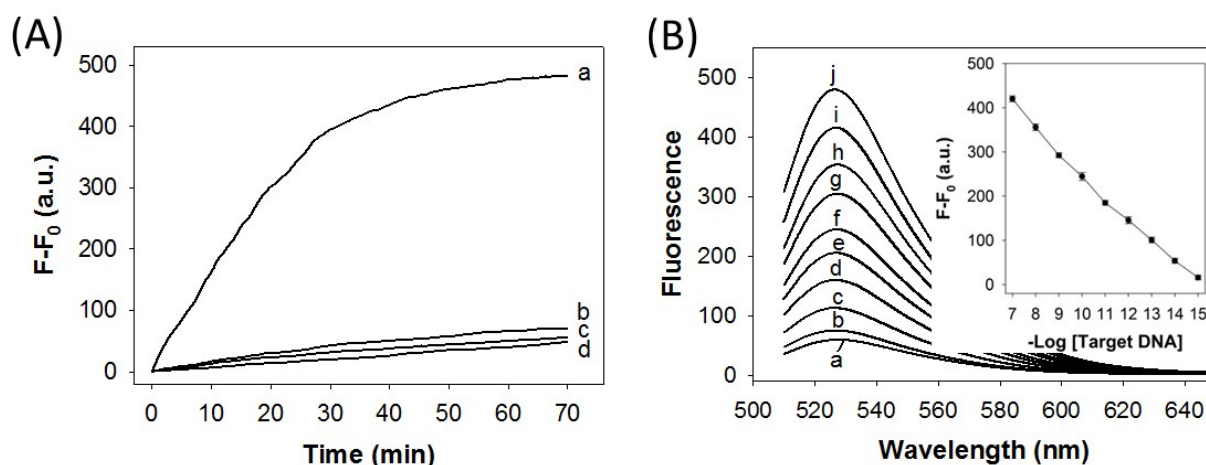 (A)
F-F₀ (a.u.)
500
400
300
200
100
0
a
b
c
d
0 10 20 30 40 50 60 70
Time (min)
(B)
Fluorescence
500
400
300
200
100
0
j
i
h
g
f
e
d
c
b
a
500 520 540 560 580 600 620 640
Wavelength (nm)
F-F₀ (a.u.)
500
400
300
200
100
0
7 8 9 10 11 12 13 14 15
-Log [Target DNA]